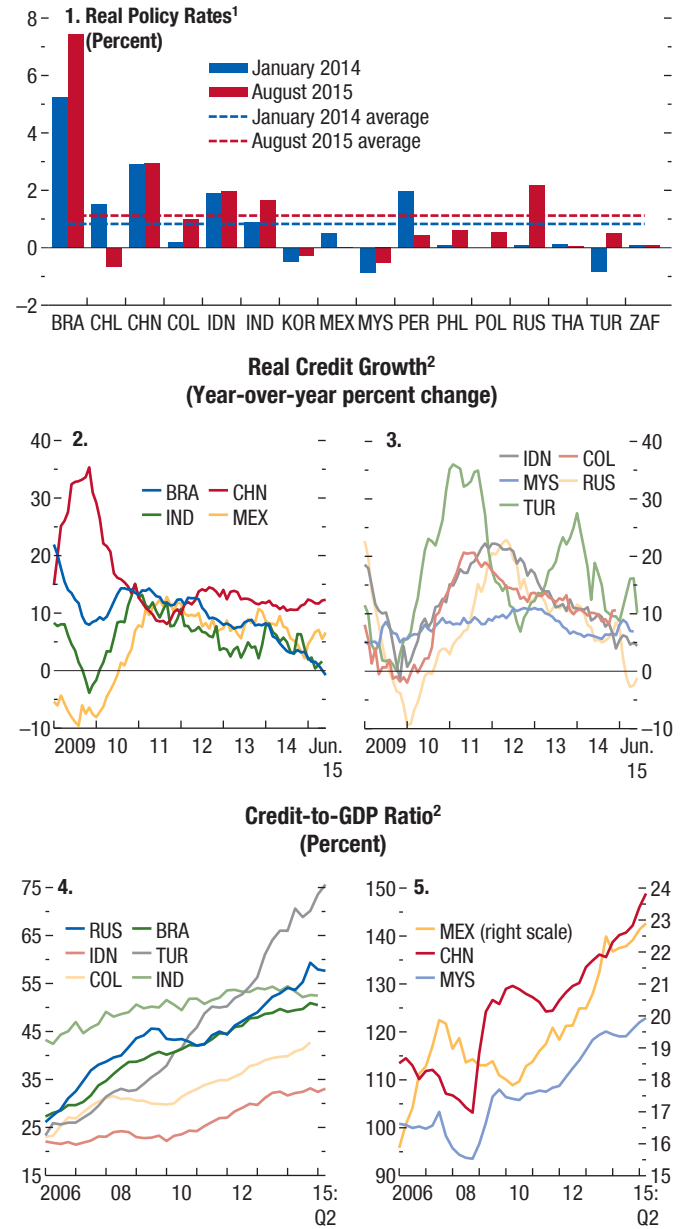 1. Real Policy Rates¹
(Percent)
8
6
4
2
0
−2
January 2014
August 2015
January 2014 average
August 2015 average
BRA CHL CHN COL IDN IND KOR MEX MYS PER PHL POL RUS THA TUR ZAF
Real Credit Growth²
(Year-over-year percent change)
2.
40
30
20
10
0
−10
BRA CHN
IND MEX
2009 10 11 12 13 14 Jun.
15
3.
40
30
20
10
0
−10
IDN COL
MYS RUS
TUR
2009 10 11 12 13 14 Jun.
15
Credit-to-GDP Ratio²
(Percent)
4.
75
65
55
45
35
25
15
RUS BRA
IDN TUR
COL IND
2006 08 10 12 15:
Q2
5.
150
140
130
120
110
100
90
MEX (right scale)
CHN
MYS
24
23
22
21
20
19
18
17
16
15
2006 08 10 12 15:
Q2